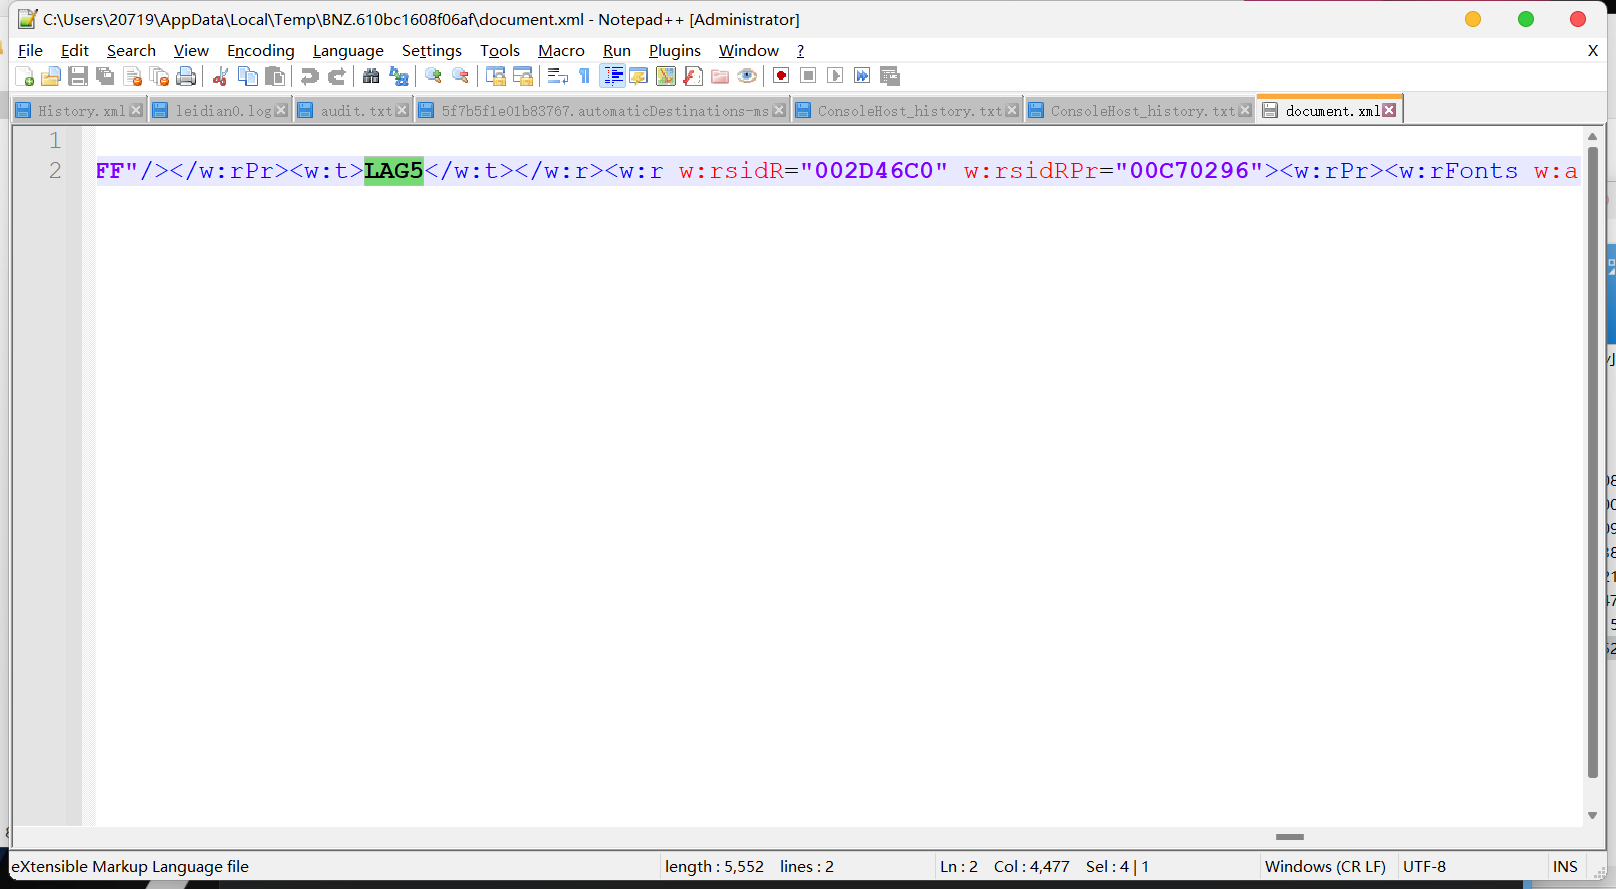 C:\Users\20719\AppData\Local\Temp\BNZ.610bc1608f06af\document.xml - Notepad++ [Administrator]
File Edit Search View Encoding Language Settings Tools Macro Run Plugins Window ? X
History.xml leidian0.log audit.txt 5f7b5f1e01b83767.automaticDestinations-ms ConsoleHost_history.txt ConsoleHost_history.txt document.xml
1
2 FF"/></w:rPr><w:t>LAG5</w:t></w:r><w:r w:rsidR="002D46C0" w:rsidRPr="00C70296"><w:rPr><w:rFonts w:a
eXtensible Markup Language file length : 5,552 lines : 2 Ln : 2 Col : 4,477 Sel : 4 | 1 Windows (CR LF) UTF-8 INS